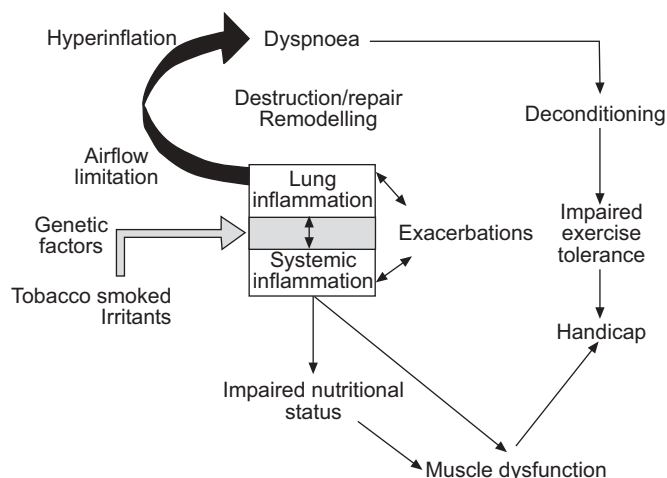 Hyperinflation
Dyspnoea
Destruction/repair
Remodelling
Deconditioning
Airflow
limitation
Lung
inflammation
Genetic
factors
Exacerbations
Impaired
exercise
tolerance
Systemic
inflammation
Tobacco smoked
Irritants
Handicap
Impaired nutritional
status
Muscle dysfunction